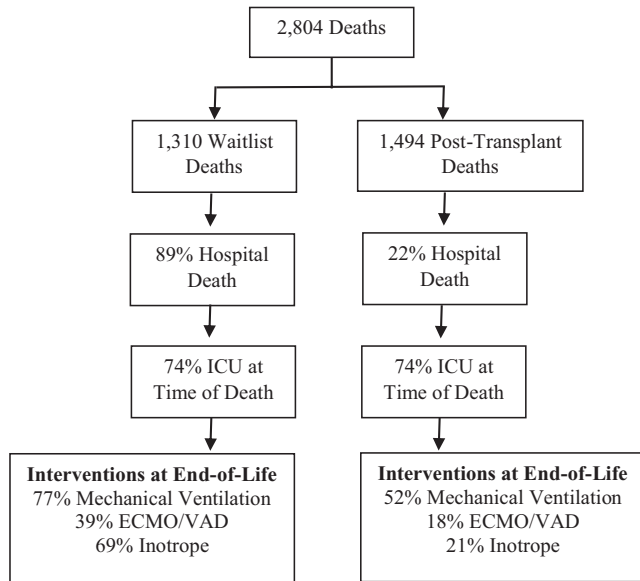 2,804 Deaths
1,310 Waitlist
Deaths
1,494 Post-Transplant
Deaths
89% Hospital
Death
22% Hospital
Death
74% ICU at
Time of Death
74% ICU at
Time of Death
Interventions at End-of-Life
77% Mechanical Ventilation
39% ECMO/VAD
69% Inotrope
Interventions at End-of-Life
52% Mechanical Ventilation
18% ECMO/VAD
21% Inotrope